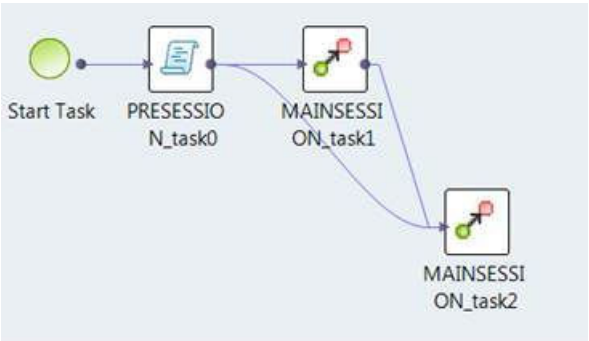 Start Task
PRESESSIO
N_task0
MAINSESSI
ON_task1
MAINSESSI
ON_task2